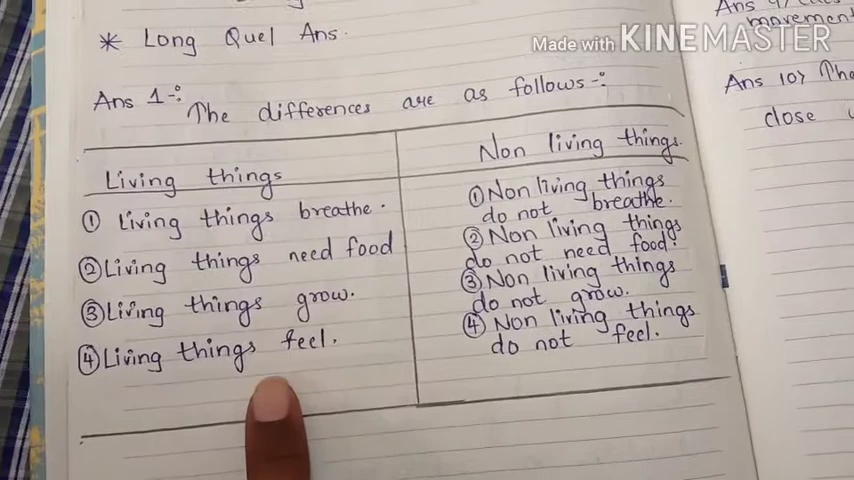 Made with KINEMASTER
* Long Quel Ans.
Ans 1-: The differences are as follows-:
Living things
① Living things breathe.
② Living things need food
③ Living things grow.
④ Living things feel.
Non living things.
① Non living things
do not breathe.
② Non living things
do not need food.
③ Non living things
do not grow.
④ Non living things
do not feel.
movement
Ans 10) The
close